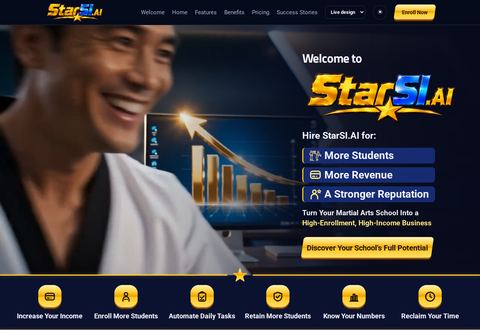 StarSI.AI
Welcome
Home
Features
Benefits
Pricing
Success Stories
Live design
Enroll Now
Welcome to
StarSI.AI
Hire StarSI.AI for:
More Students
More Revenue
A Stronger Reputation
Turn Your Martial Arts School Into a
High-Enrollment, High-Income Business
Discover Your School's Full Potential
Increase Your Income
Enroll More Students
Automate Daily Tasks
Retain More Students
Know Your Numbers
Reclaim Your Time